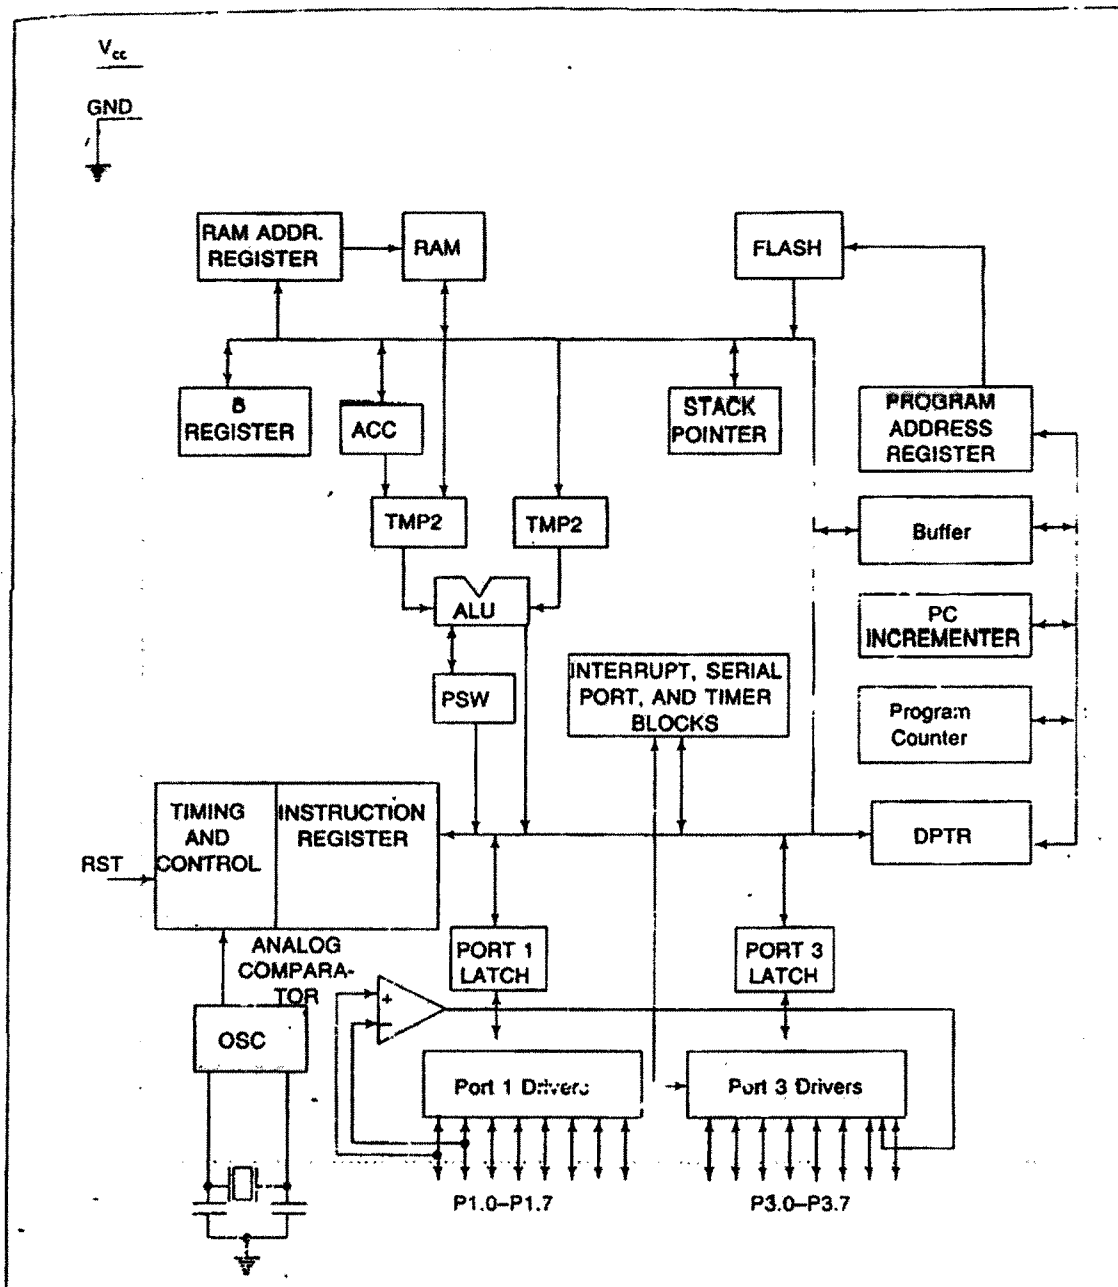 Vcc
GND
RAM ADDR.
REGISTER
RAM
FLASH
B
REGISTER
ACC
STACK
POINTER
PROGRAM
ADDRESS
REGISTER
TMP2
TMP2
Buffer
ALU
PC
INCREMENTER
INTERRUPT, SERIAL
PORT, AND TIMER
BLOCKS
PSW
Program
Counter
TIMING
AND
CONTROL
INSTRUCTION
REGISTER
DPTR
RST
ANALOG
COMPARA-
TOR
PORT 1
LATCH
PORT 3
LATCH
+
−
OSC
Port 1 Drivers
Port 3 Drivers
P1.0–P1.7
P3.0–P3.7